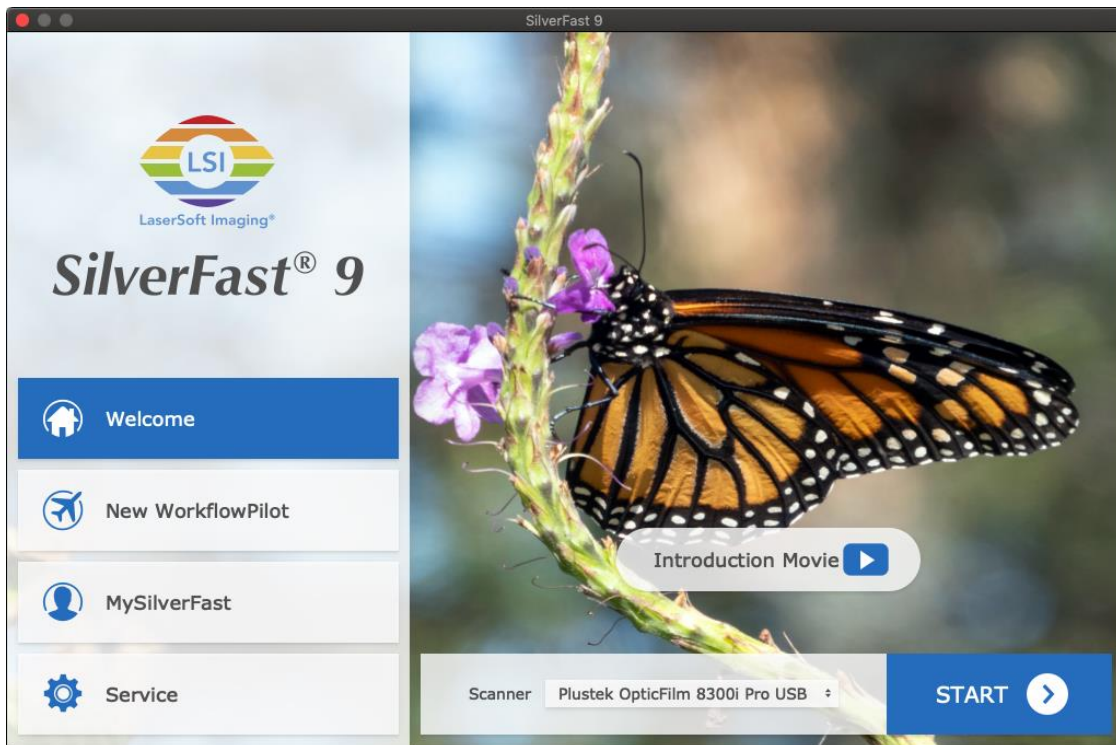 SilverFast 9
LSI
LaserSoft Imaging®
SilverFast® 9
Welcome
New WorkflowPilot
MySilverFast
Service
Introduction Movie
Scanner Plustek OpticFilm 8300i Pro USB
START